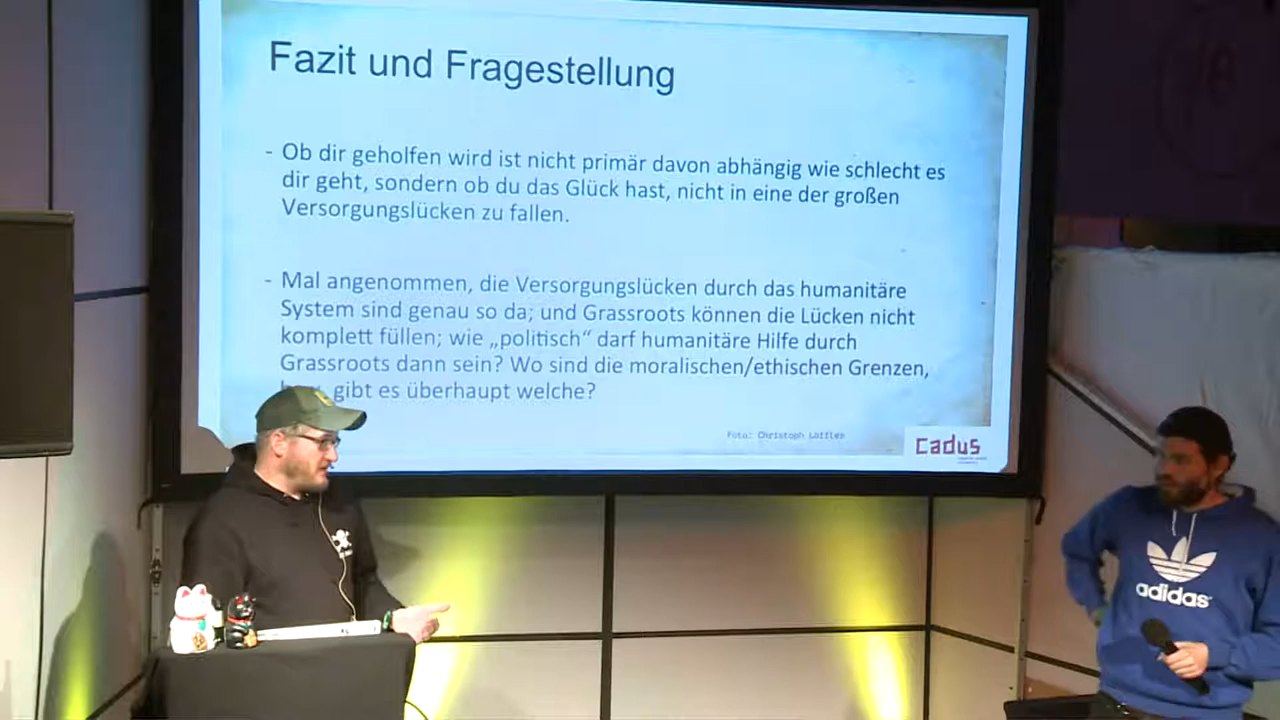 Fazit und Fragestellung
- Ob dir geholfen wird ist nicht primär davon abhängig wie schlecht es
dir geht, sondern ob du das Glück hast, nicht in eine der großen
Versorgungslücken zu fallen.
- Mal angenommen, die Versorgungslücken durch das humanitäre
System sind genau so da; und Grassroots können die Lücken nicht
komplett füllen; wie „politisch“ darf humanitäre Hilfe durch
Grassroots dann sein? Wo sind die moralischen/ethischen Grenzen,
gibt es überhaupt welche?
Foto: Christoph Löffler
Cadus
adidas